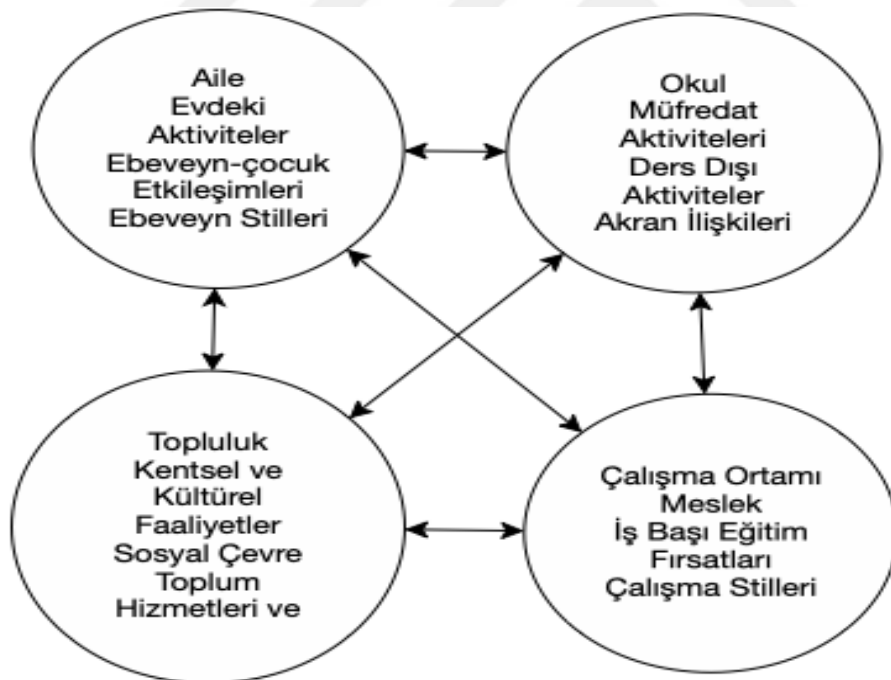 Aile
Evdeki
Aktiviteler
Ebeveyn-çocuk
Etkileşimleri
Ebeveyn Stilleri
Okul
Müfredat
Aktiviteleri
Ders Dışı
Aktiviteler
Akran İlişkileri
Topluluk
Kentsel ve
Kültürel
Faaliyetler
Sosyal Çevre
Toplum
Hizmetleri ve
Çalışma Ortamı
Meslek
İş Başı Eğitim
Fırsatları
Çalışma Stilleri